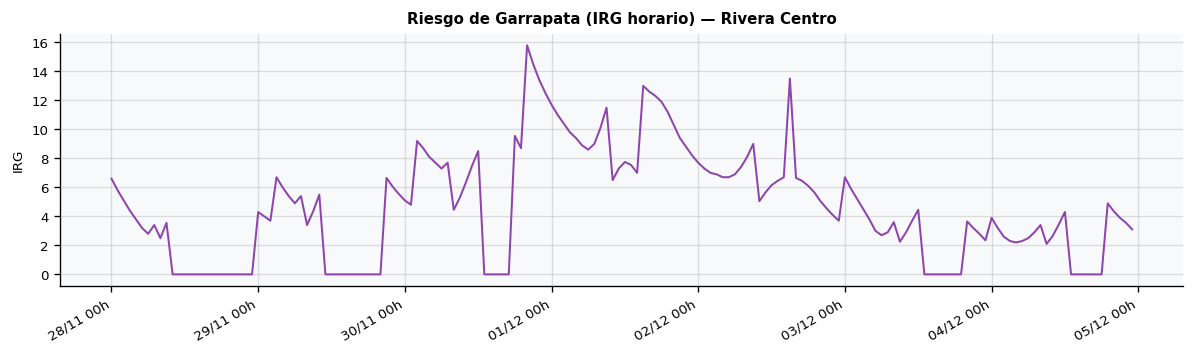 Riesgo de Garrapata (IRG horario) — Rivera Centro
IRG
16
14
12
10
8
6
4
2
0
28/11 00h
29/11 00h
30/11 00h
01/12 00h
02/12 00h
03/12 00h
04/12 00h
05/12 00h